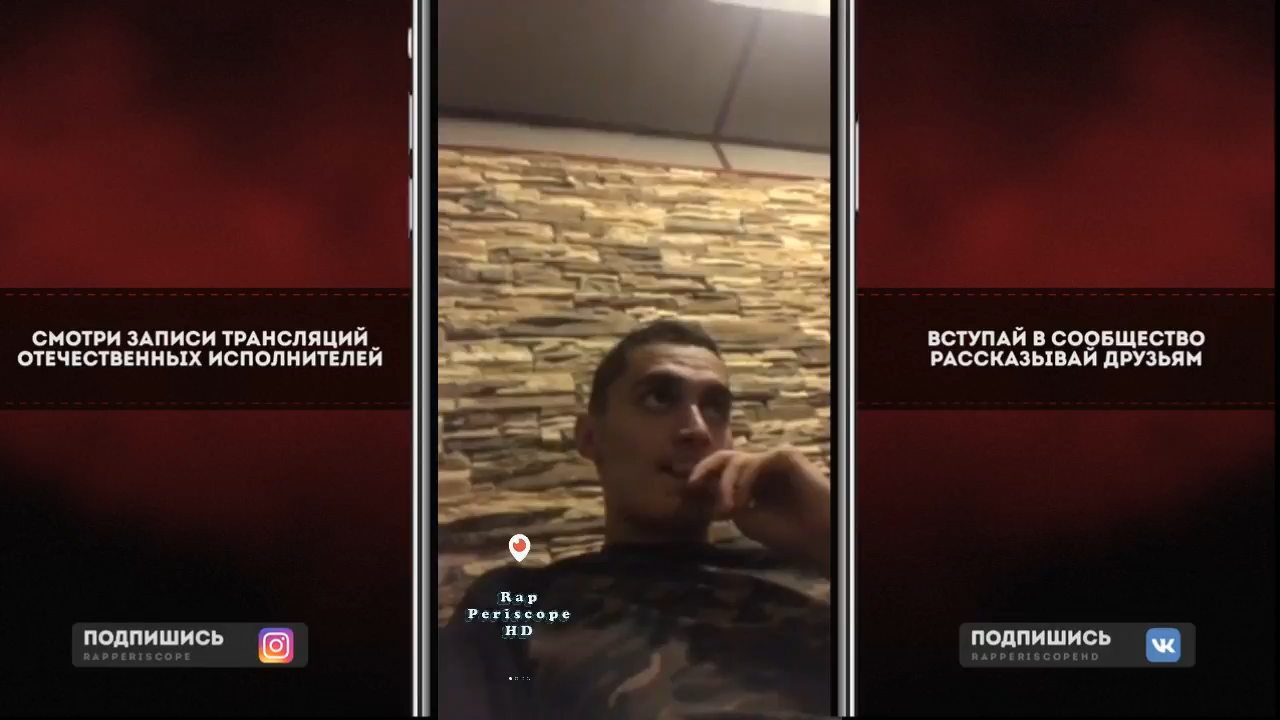 СМОТРИ ЗАПИСИ ТРАНСЛЯЦИЙ
ОТЕЧЕСТВЕННЫХ ИСПОЛНИТЕЛЕЙ
ВСТУПАЙ В СООБЩЕСТВО
РАССКАЗЫВАЙ ДРУЗЬЯМ
Rap
Periscope
HD
ПОДПИШИСЬ
RAPPERISCOPE
ПОДПИШИСЬ
RAPPERISCOPEHD